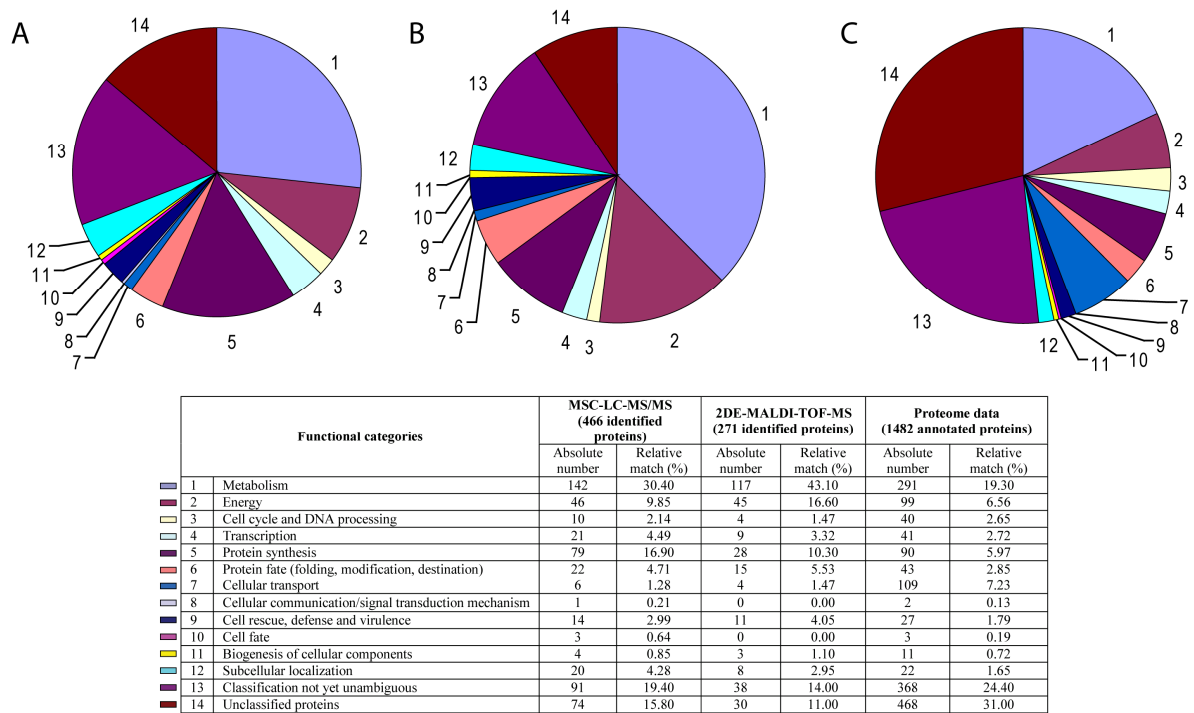 A
1
2
3
4
5
6
7
8
9
10
11
12
13
14
B
1
2
3
4
5
6
7
8
9
10
11
12
13
14
C
1
2
3
4
5
6
7
8
9
10
11
12
13
14
Functional categories
MSC-LC-MS/MS
(466 identified
proteins)
2DE-MALDI-TOF-MS
(271 identified proteins)
Proteome data
(1482 annotated proteins)
Absolute number Relative match (%) Absolute number Relative match (%) Absolute number Relative match (%)
1 Metabolism 142 30.40 117 43.10 291 19.30
2 Energy 46 9.85 45 16.60 99 6.56
3 Cell cycle and DNA processing 10 2.14 4 1.47 40 2.65
4 Transcription 21 4.49 9 3.32 41 2.72
5 Protein synthesis 79 16.90 28 10.30 90 5.97
6 Protein fate (folding, modification, destination) 22 4.71 15 5.53 43 2.85
7 Cellular transport 6 1.28 4 1.47 109 7.23
8 Cellular communication/signal transduction mechanism 1 0.21 0 0.00 2 0.13
9 Cell rescue, defense and virulence 14 2.99 11 4.05 27 1.79
10 Cell fate 3 0.64 0 0.00 3 0.19
11 Biogenesis of cellular components 4 0.85 3 1.10 11 0.72
12 Subcellular localization 20 4.28 8 2.95 22 1.65
13 Classification not yet unambiguous 91 19.40 38 14.00 368 24.40
14 Unclassified proteins 74 15.80 30 11.00 468 31.00